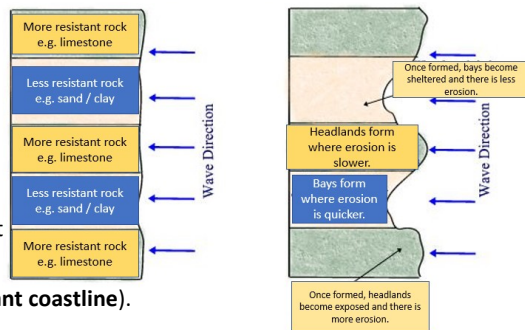 More resistant rock
e.g. limestone
Less resistant rock
e.g. sand / clay
More resistant rock
e.g. limestone
Less resistant rock
e.g. sand / clay
More resistant rock
e.g. limestone
Wave Direction
t
ant coastline).
Once formed, bays become
sheltered and there is less
erosion.
Headlands form
where erosion is
slower.
Bays form
where erosion
is quicker.
Wave Direction
Once formed, headlands
become exposed and there is
more erosion.